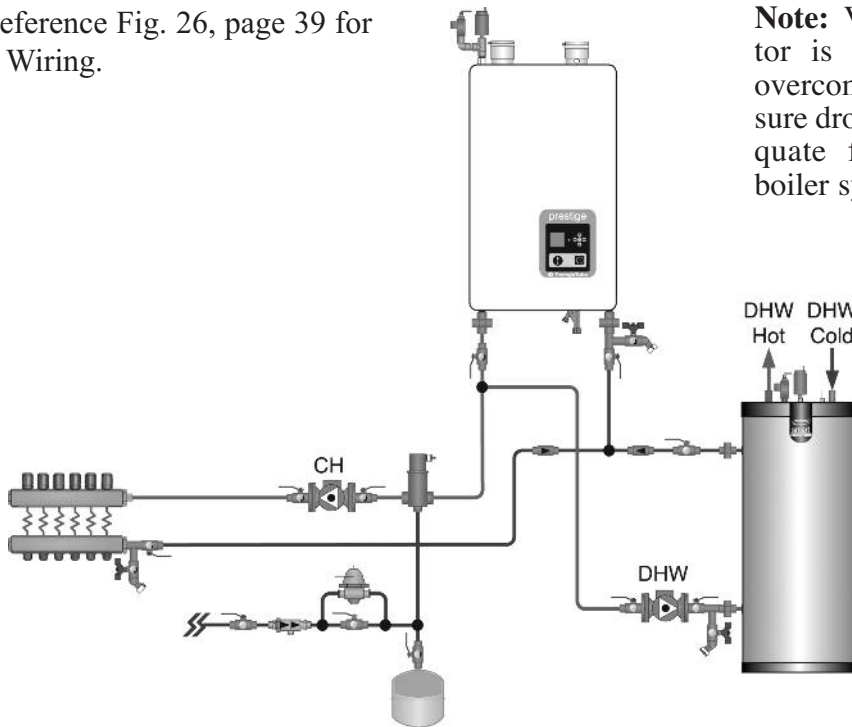 eference Fig. 26, page 39 for
Wiring.
Note:
tor is
overcon
sure dro
quate f
boiler sy
prestige
DHW Hot
DHW Cold
CH
DHW